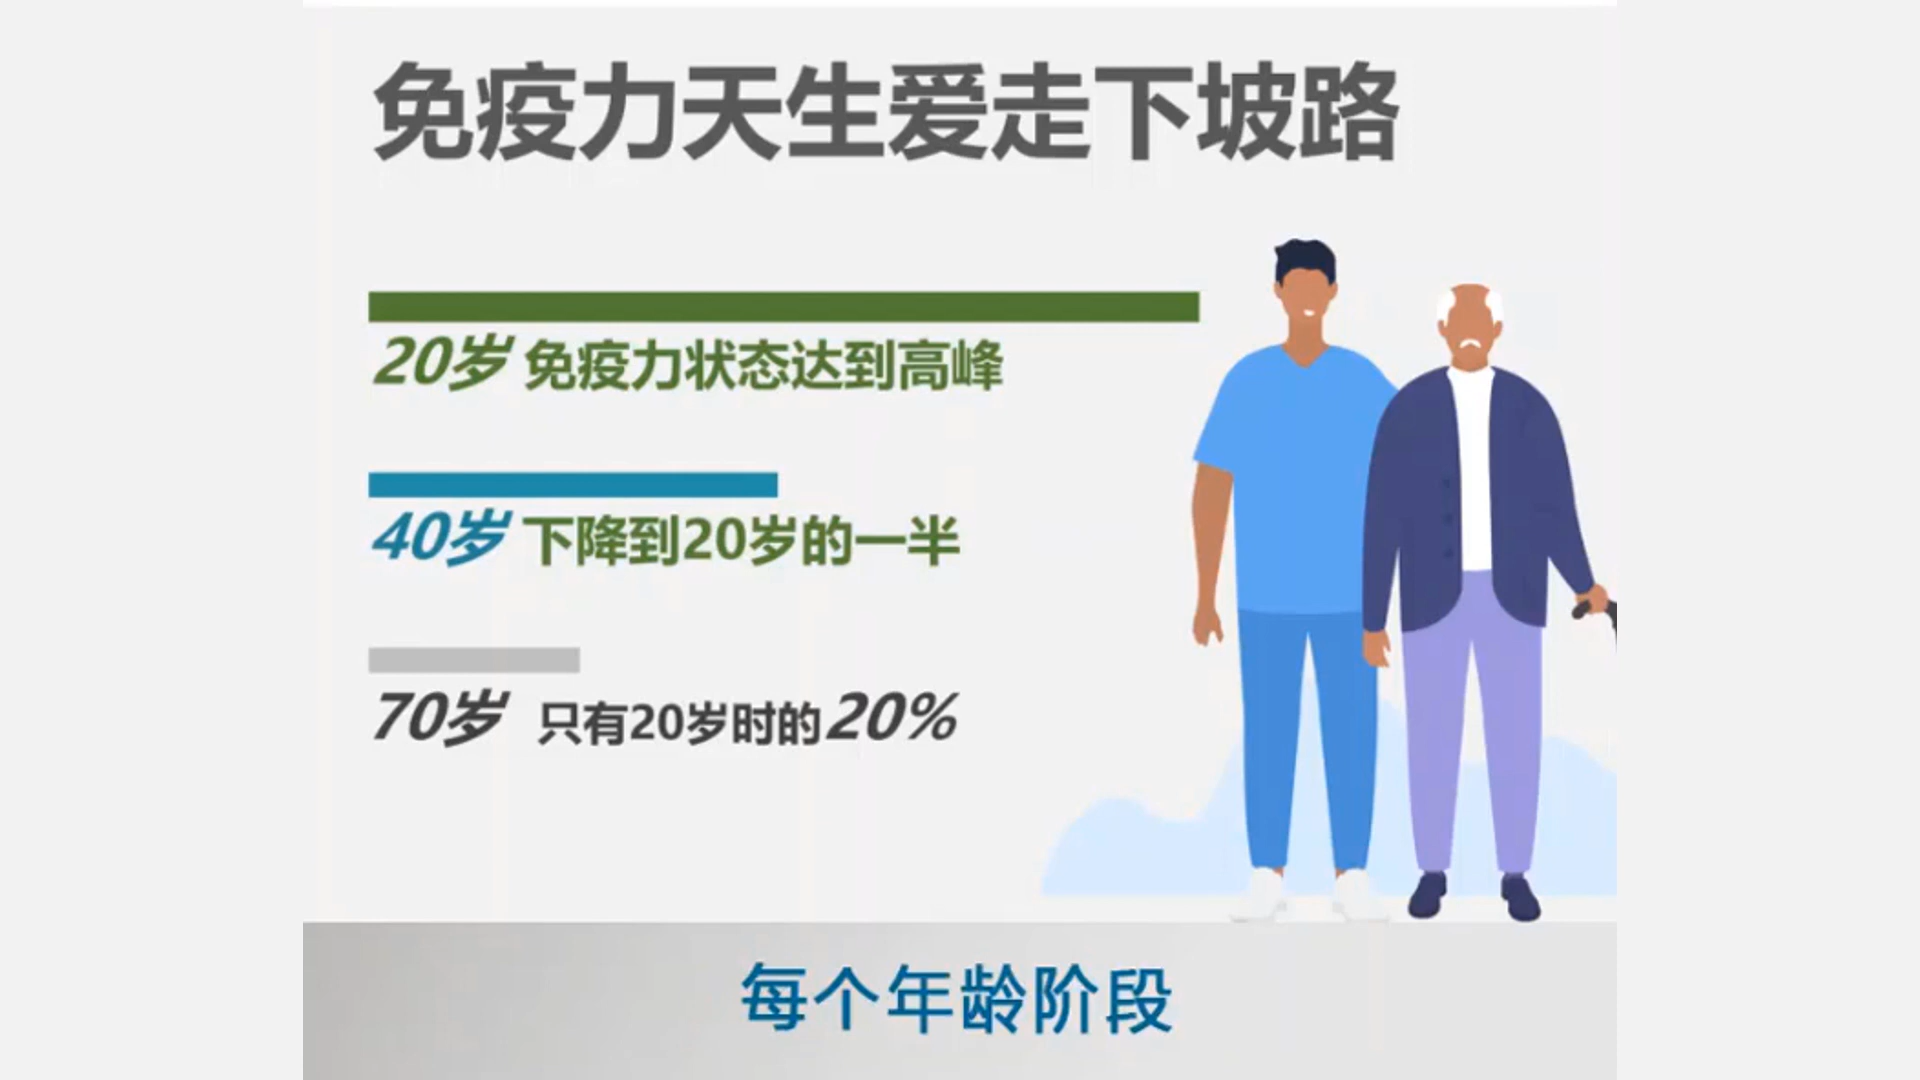 免疫力天生爱走下坡路
20岁 免疫力状态达到高峰
40岁 下降到20岁的一半
70岁 只有20岁时的20%
每个年龄阶段